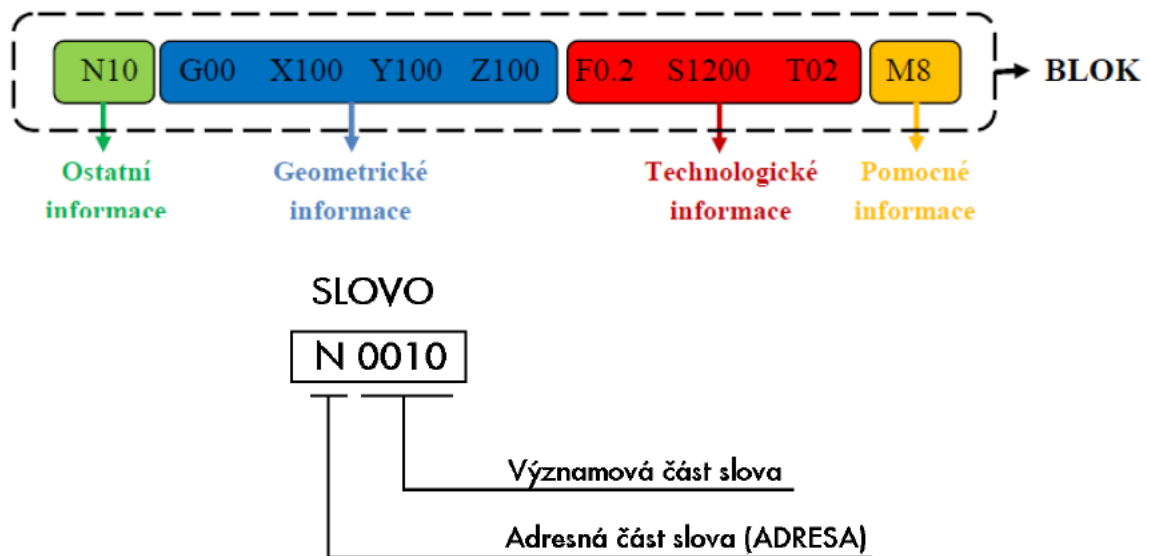 N10 G00 X100 Y100 Z100 F0.2 S1200 T02 M8 BLOK
Ostatní informace
Geometrické informace
Technologické informace
Pomocné informace
SLOVO
N 0010
Významová část slova
Adresná část slova (ADRESA)